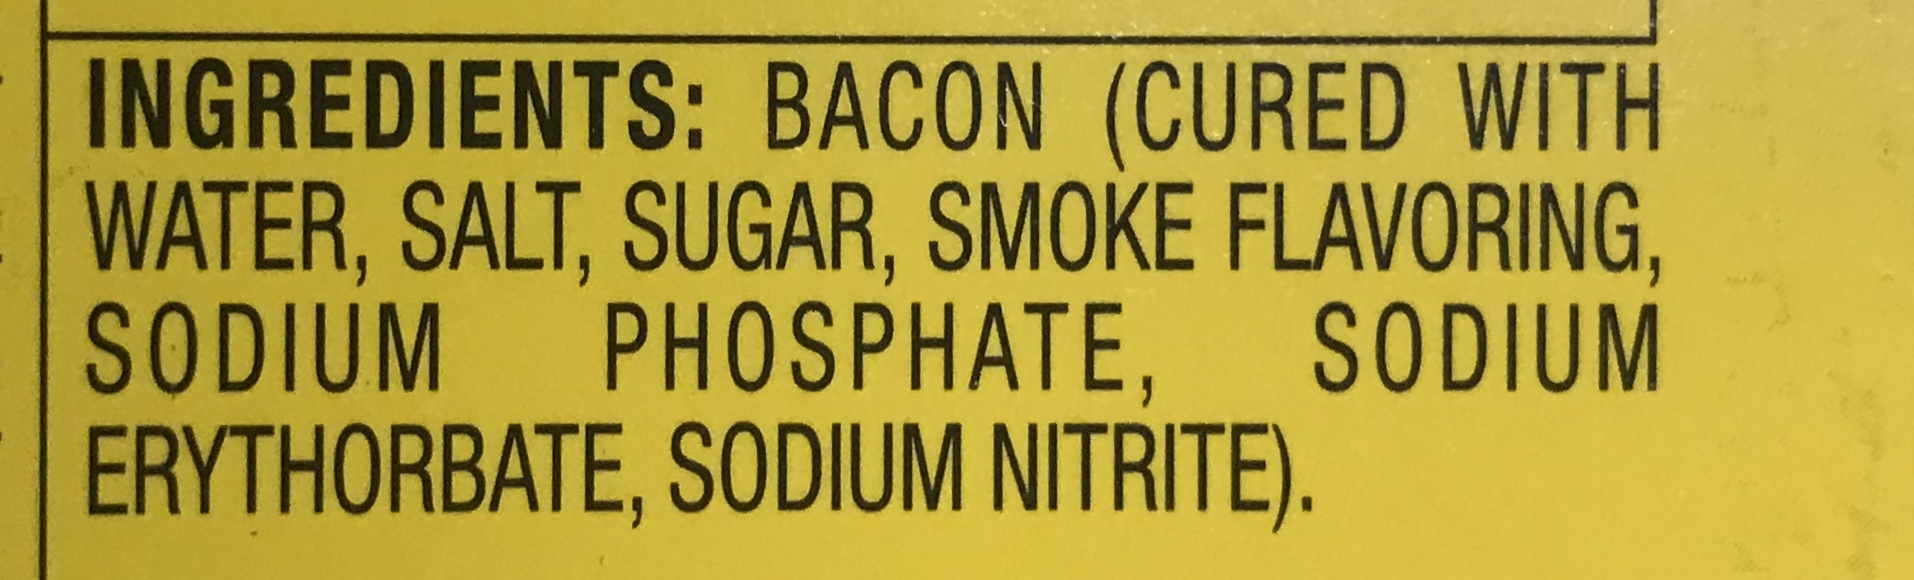 INGREDIENTS: BACON (CURED WITH
WATER, SALT, SUGAR, SMOKE FLAVORING,
SODIUM PHOSPHATE, SODIUM
ERYTHORBATE, SODIUM NITRITE).